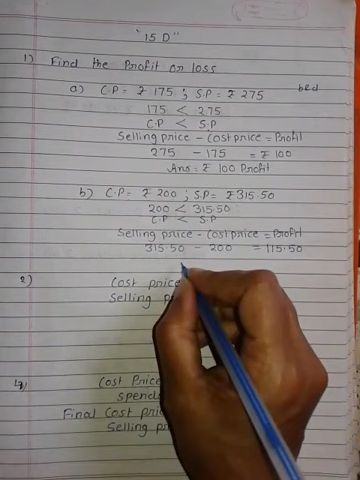 "15 D"
1) Find the Profit or loss
a) C.P = ₹ 175 ; S.P = ₹ 275
175 < 275
C.P < S.P
Selling price - Cost price = Profit
275 - 175 = ₹ 100
Ans = ₹ 100 Profit
b) C.P = ₹ 200 ; S.P = ₹ 315.50
200 < 315.50
C.P < S.P
Selling price - Cost price = Profit
315.50 - 200 = 115.50
2) Cost price
Selling
4) Cost Price
Final Cost
Selling